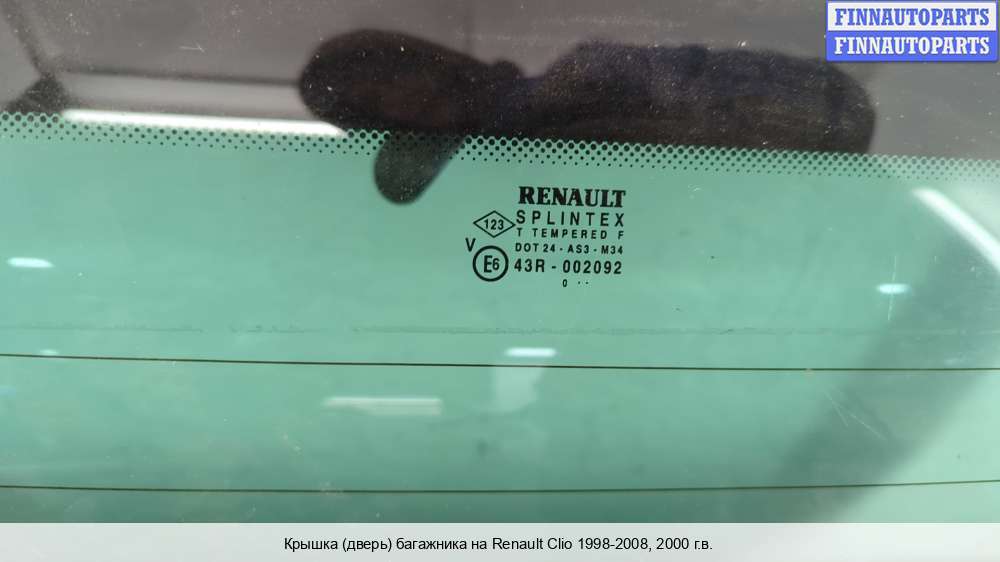 FINNAUTOPARTS
FINNAUTOPARTS
RENAULT
SPLINTEX
123
T TEMPERED F
V
DOT 24 - AS3 - M34
E6
43R - 002092
0 ··
Крышка (дверь) багажника на Renault Clio 1998-2008, 2000 г.в.